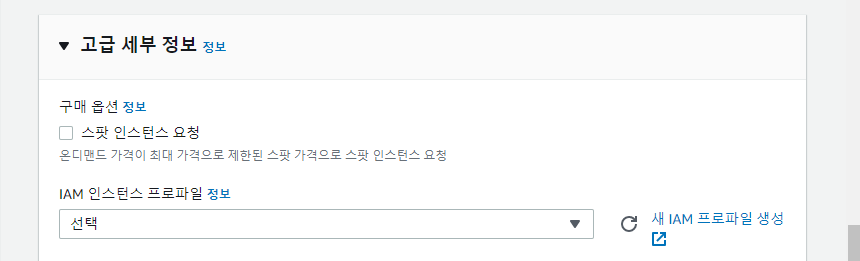 고급 세부 정보 정보
구매 옵션 정보
스팟 인스턴스 요청
온디맨드 가격이 최대 가격으로 제한된 스팟 가격으로 스팟 인스턴스 요청
IAM 인스턴스 프로파일 정보
선택
새 IAM 프로파일 생성